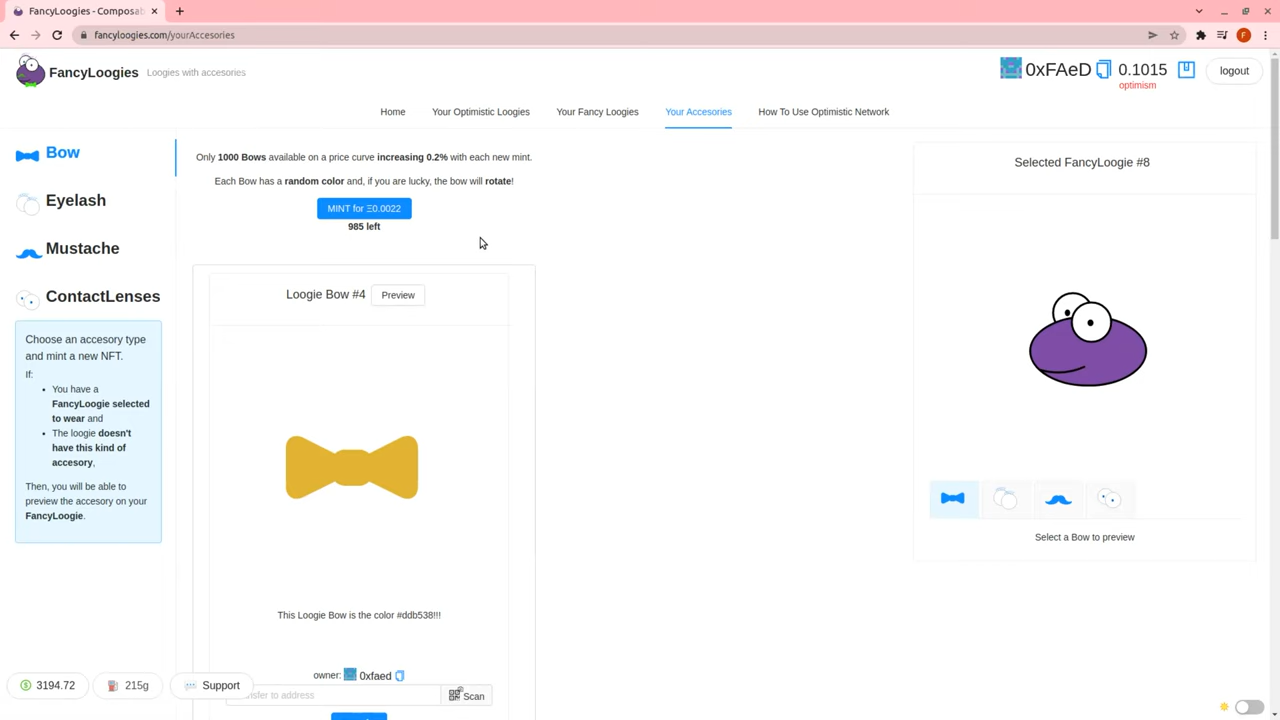 FancyLoogies - Composab
fancyloogies.com/yourAccesories
F
FancyLoogies
Loogies with accesories
0xFAeD
0.1015
optimism
logout
Home
Your Optimistic Loogies
Your Fancy Loogies
Your Accesories
How To Use Optimistic Network
Bow
Eyelash
Mustache
ContactLenses
Choose an accesory type
and mint a new NFT.
If:
You have a
FancyLoogie selected
to wear and
The loogie doesn't
have this kind of
accesory,
Then, you will be able to
preview the accesory on your
FancyLoogie.
Only 1000 Bows available on a price curve increasing 0.2% with each new mint.
Each Bow has a random color and, if you are lucky, the bow will rotate!
MINT for Ξ0.0022
985 left
Loogie Bow #4
Preview
This Loogie Bow is the color #ddb538!!!
owner: 0xfaed
sfer to address
Scan
Selected FancyLoogie #8
Select a Bow to preview
3194.72
215g
Support